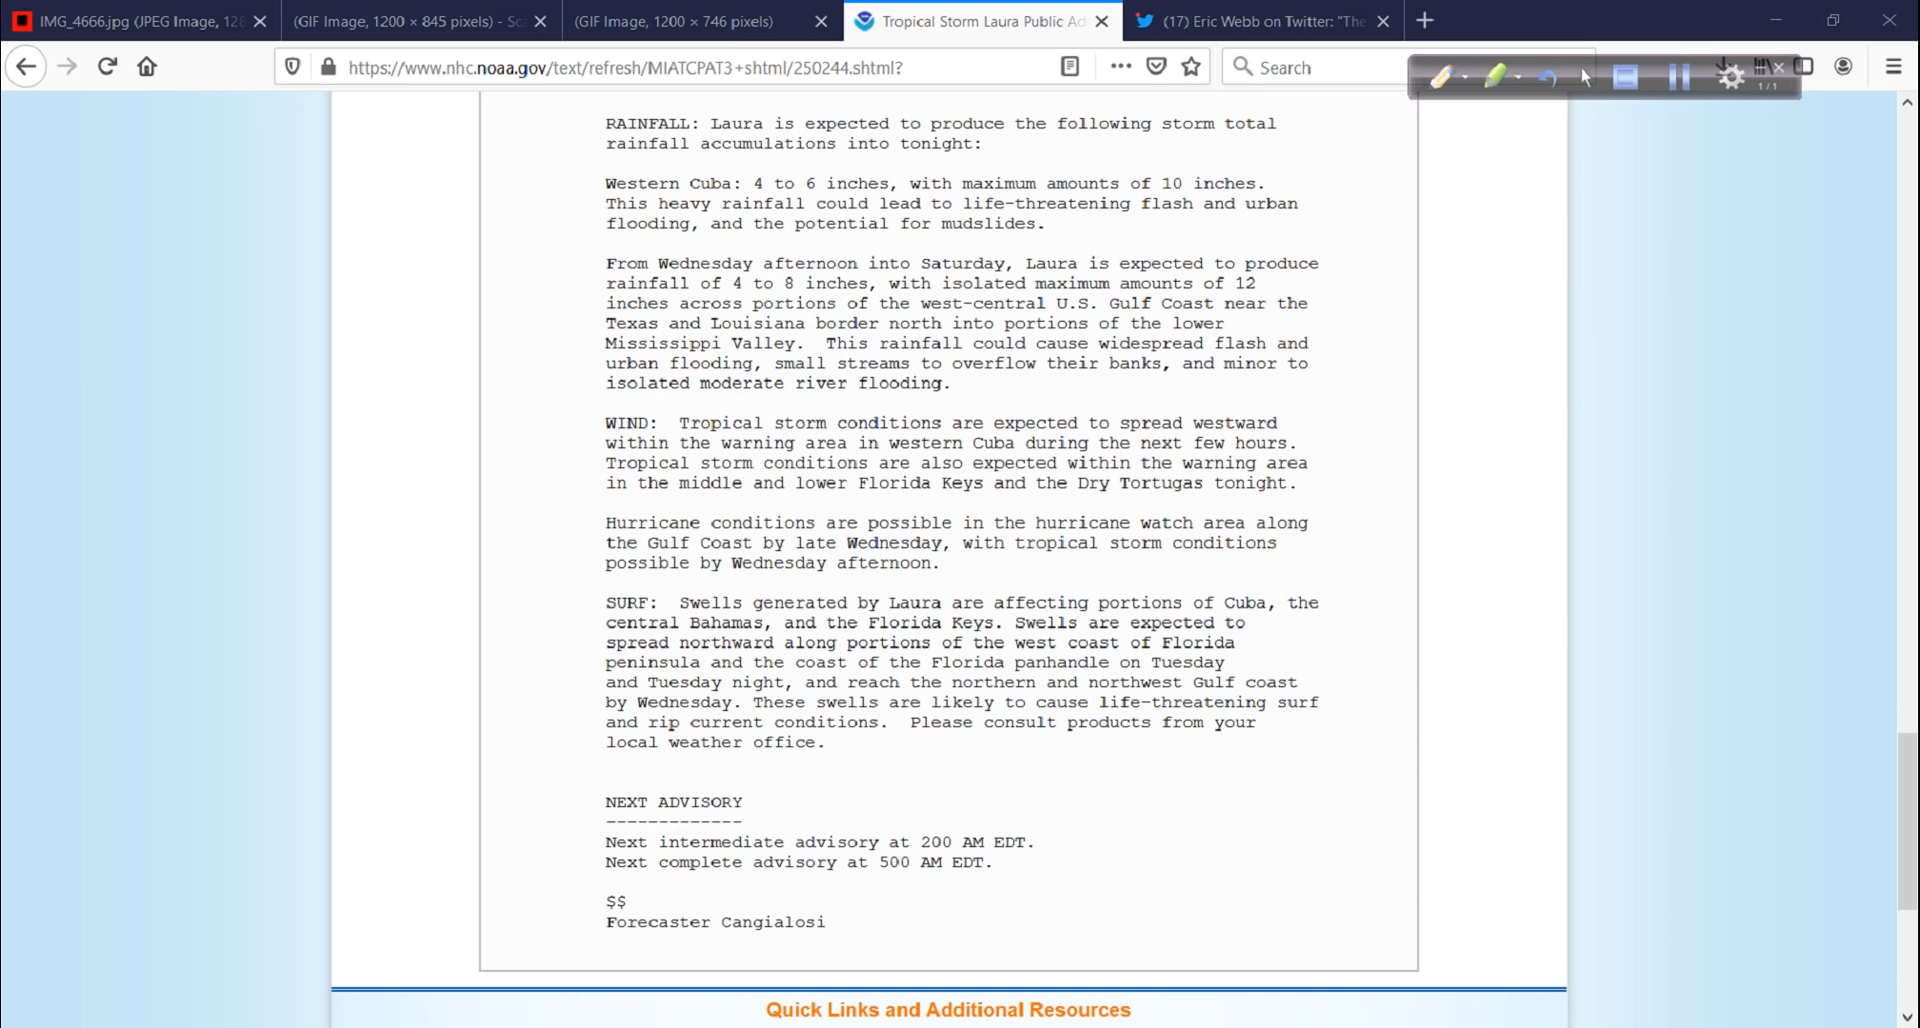 IMG_4666.jpg (JPEG Image, 128
(GIF Image, 1200 × 845 pixels) - Sc
(GIF Image, 1200 × 746 pixels)
Tropical Storm Laura Public Ad
(17) Eric Webb on Twitter: "The
https://www.nhc.noaa.gov/text/refresh/MIATCPAT3+shtml/250244.shtml?
Search
1/1
RAINFALL: Laura is expected to produce the following storm total
rainfall accumulations into tonight:
Western Cuba: 4 to 6 inches, with maximum amounts of 10 inches.
This heavy rainfall could lead to life-threatening flash and urban
flooding, and the potential for mudslides.
From Wednesday afternoon into Saturday, Laura is expected to produce
rainfall of 4 to 8 inches, with isolated maximum amounts of 12
inches across portions of the west-central U.S. Gulf Coast near the
Texas and Louisiana border north into portions of the lower
Mississippi Valley.  This rainfall could cause widespread flash and
urban flooding, small streams to overflow their banks, and minor to
isolated moderate river flooding.
WIND:  Tropical storm conditions are expected to spread westward
within the warning area in western Cuba during the next few hours.
Tropical storm conditions are also expected within the warning area
in the middle and lower Florida Keys and the Dry Tortugas tonight.
Hurricane conditions are possible in the hurricane watch area along
the Gulf Coast by late Wednesday, with tropical storm conditions
possible by Wednesday afternoon.
SURF:  Swells generated by Laura are affecting portions of Cuba, the
central Bahamas, and the Florida Keys. Swells are expected to
spread northward along portions of the west coast of Florida
peninsula and the coast of the Florida panhandle on Tuesday
and Tuesday night, and reach the northern and northwest Gulf coast
by Wednesday. These swells are likely to cause life-threatening surf
and rip current conditions.  Please consult products from your
local weather office.
NEXT ADVISORY
-------------
Next intermediate advisory at 200 AM EDT.
Next complete advisory at 500 AM EDT.
$$
Forecaster Cangialosi
Quick Links and Additional Resources